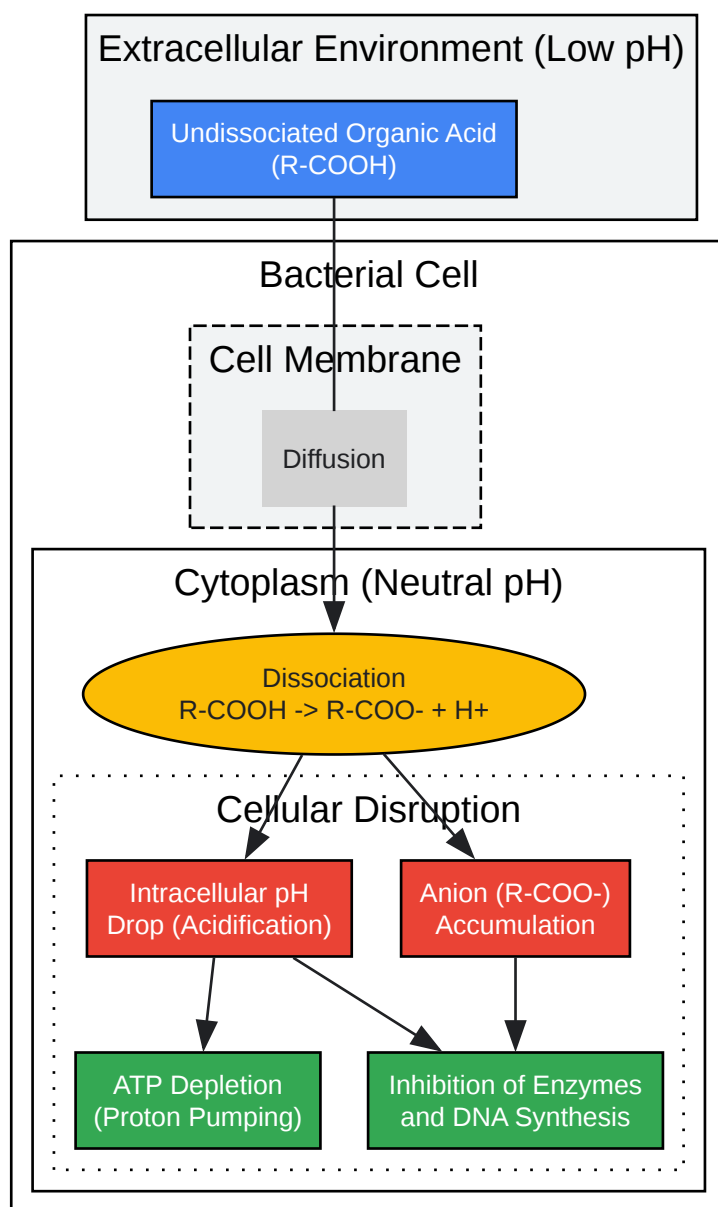 Extracellular Environment (Low pH)
Undissociated Organic Acid
(R-COOH)
Bacterial Cell
Cell Membrane
Diffusion
Cytoplasm (Neutral pH)
Dissociation
R-COOH -> R-COO- + H+
Cellular Disruption
Intracellular pH
Drop (Acidification)
Anion (R-COO-)
Accumulation
ATP Depletion
(Proton Pumping)
Inhibition of Enzymes
and DNA Synthesis